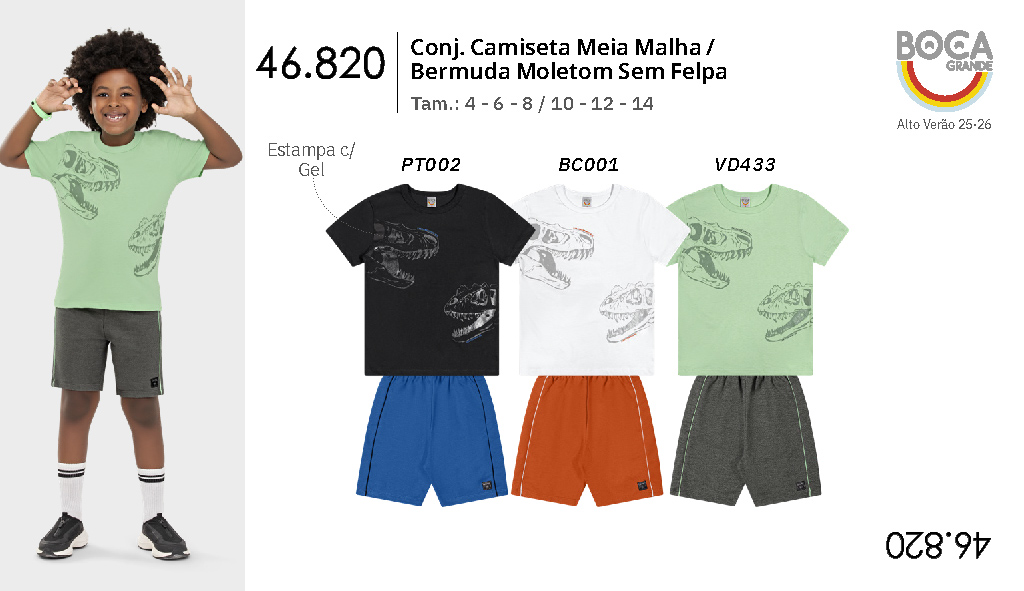 46.820
Conj. Camiseta Meia Malha /
Bermuda Moletom Sem Felpa
Tam.: 4 - 6 - 8 / 10 - 12 - 14
BOCA
GRANDE
Alto Verão 25-26
Estampa c/
Gel
PT002
BC001
VD433
46.820